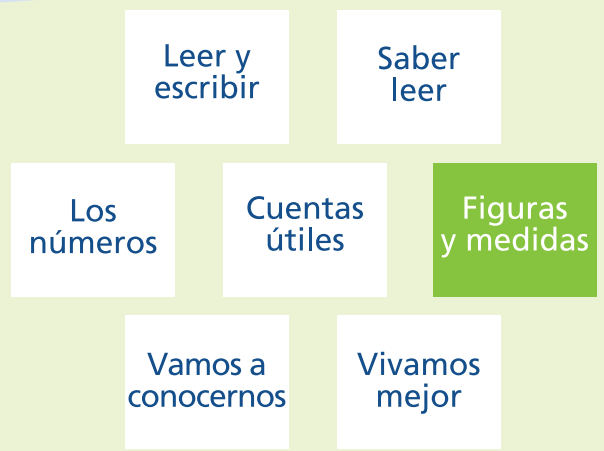 Leer y
escribir
Saber
leer
Los
números
Cuentas
útiles
Figuras
y medidas
Vamos a
conocernos
Vivamos
mejor